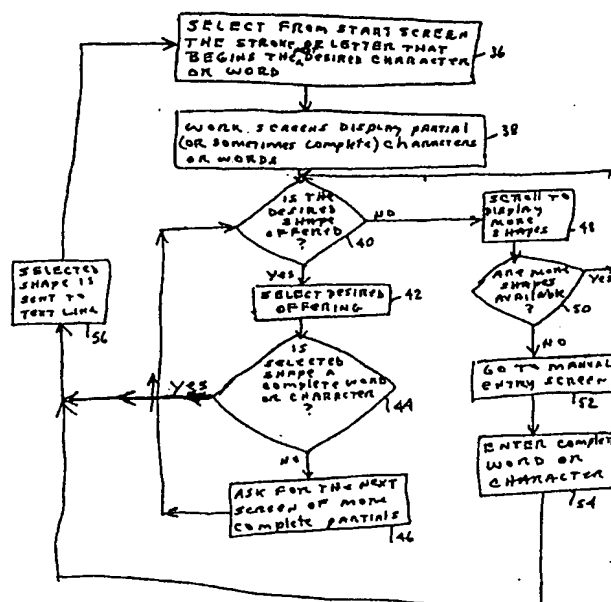 SELECT FROM START SCREEN
THE STROKE OR LETTER THAT
BEGINS THE DESIRED CHARACTER
OR WORD
36
WORK SCREENS DISPLAY PARTIAL
(OR SOMETIMES COMPLETE) CHARACTERS
OR WORDS
38
IS THE
DESIRED
SHAPE
OFFERED
?
40
NO
SCROLL TO
DISPLAY
MORE
SHAPES
48
YES
SELECT DESIRED
OFFERING
42
ARE MORE
SHAPES
AVAILABLE
?
50
YES
SELECTED
SHAPE IS
SENT TO
TEXT LINE
56
IS
SELECTED
SHAPE A
COMPLETE WORD
OR CHARACTER
?
44
YES
NO
GO TO MANUAL
ENTRY SCREEN
52
NO
ASK FOR THE NEXT
SCREEN OF MORE
COMPLETE PARTIALS
46
ENTER COMPLET
WORD OR
CHARACTER
54